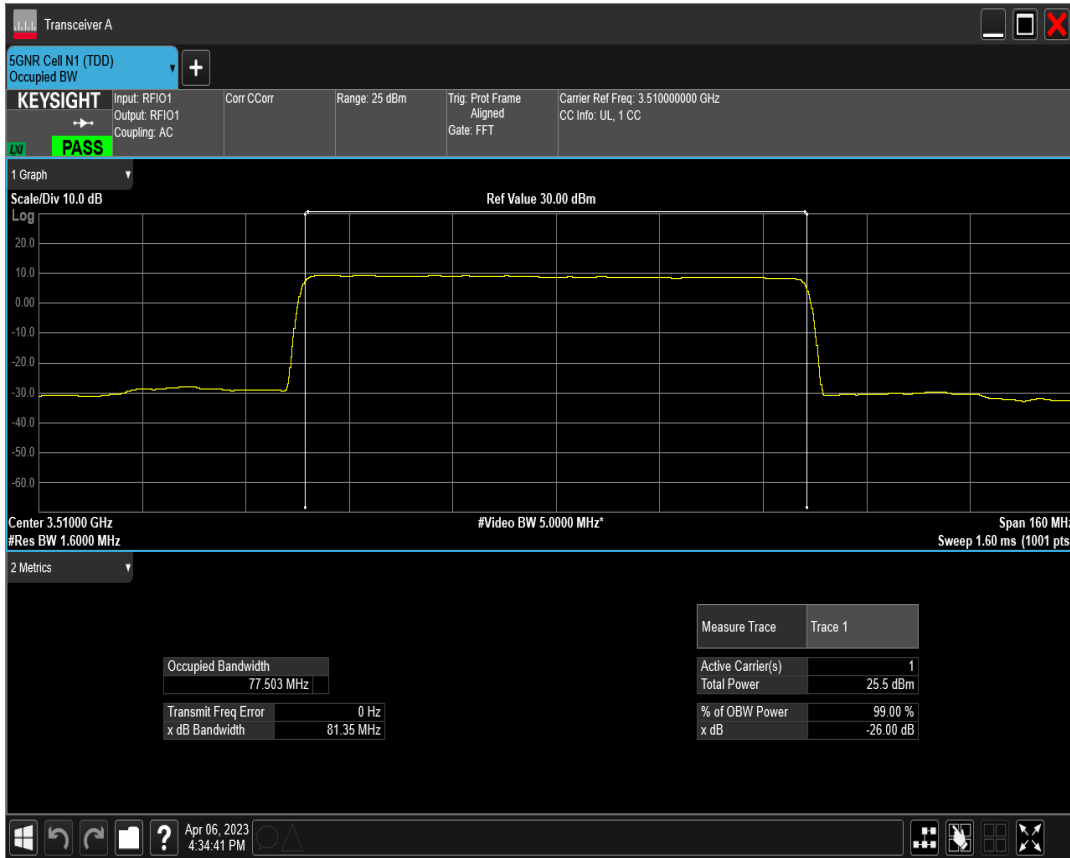 Transceiver A
5GNR Cell N1 (TDD)
Occupied BW
+
KEYSIGHT
LXI
PASS
Input: RFIO1
Output: RFIO1
Coupling: AC
Corr CCorr
Range: 25 dBm
Trig: Prot Frame
Aligned
Gate: FFT
Carrier Ref Freq: 3.510000000 GHz
CC Info: UL, 1 CC
1 Graph
Scale/Div 10.0 dB
Ref Value 30.00 dBm
Log
20.0
10.0
0.00
-10.0
-20.0
-30.0
-40.0
-50.0
-60.0
Center 3.51000 GHz
#Video BW 5.0000 MHz*
Span 160 MHz
#Res BW 1.6000 MHz
Sweep 1.60 ms (1001 pts
2 Metrics
Measure Trace Trace 1
Occupied Bandwidth
77.503 MHz
Transmit Freq Error 0 Hz
x dB Bandwidth 81.35 MHz
Active Carrier(s) 1
Total Power 25.5 dBm
% of OBW Power 99.00 %
x dB -26.00 dB
?
Apr 06, 2023
4:34:41 PM